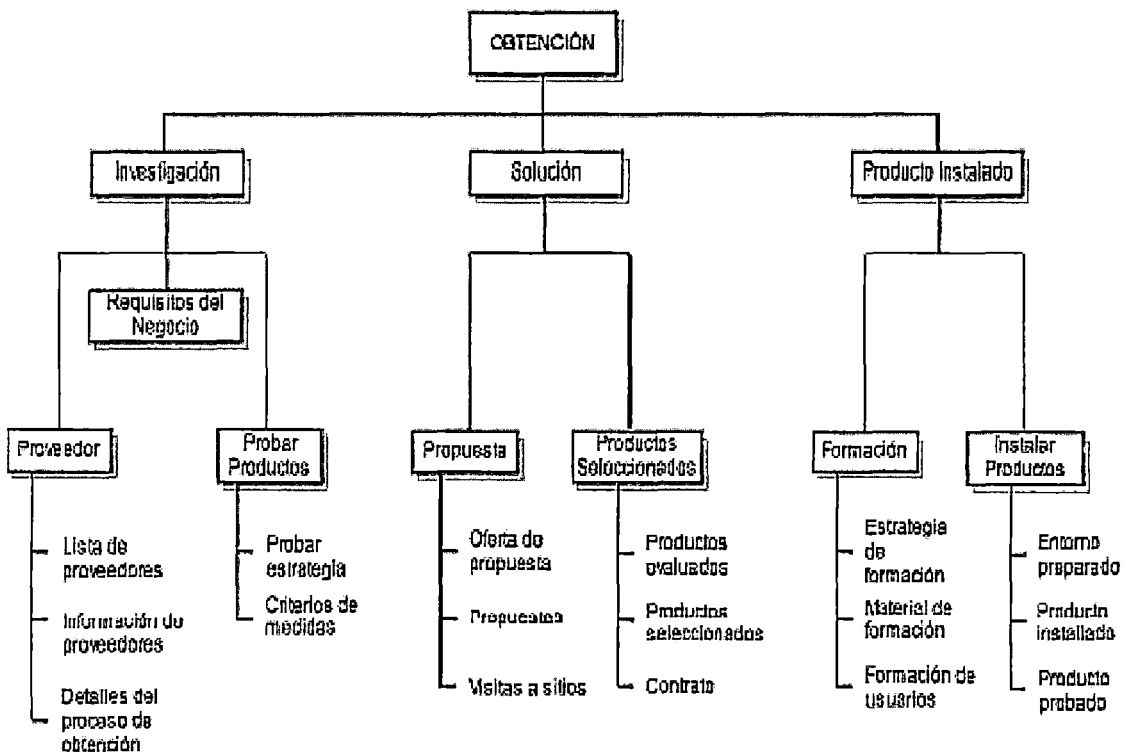 OBTENCIÓN
Investigación
Solución
Producto Instalado
Requisitos del
Negocio
Proveedor
Probar
Productos
Propuesta
Productos
Seleccionados
Formación
Instalar
Productos
Lista de
proveedores
Información de
proveedores
Detalles del
proceso de
obtención
Probar
estrategia
Criterios de
medidas
Oferta de
propuesta
Propuestas
Visitas a sitios
Productos
evaluados
Productos
seleccionados
Contrato
Estrategia
de
formación
Material de
formación
Formación de
usuarios
Entorno
preparado
Producto
installado
Producto
probado